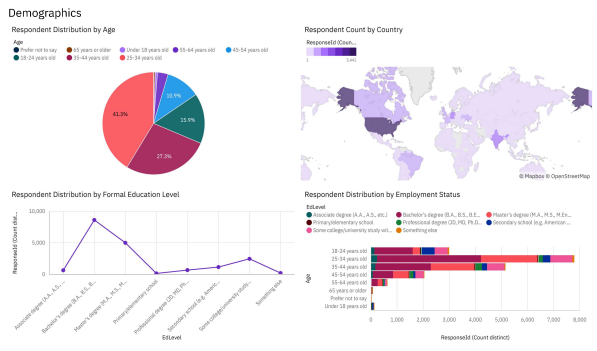 Demographics
Respondent Distribution by Age
Age
Prefer not to say
65 years or older
Under 18 years old
55-64 years old
45-54 years old
18-24 years old
35-44 years old
25-34 years old
10.9%
15.9%
27.3%
41.3%
Respondent Count by Country
ResponseId (Coun...
1
© Mapbox © OpenStreetMap
Respondent Distribution by Formal Education Level
ResponseId (Count dis...
10,000
5,000
0
Associate degree (A.A., A.S.,...
Bachelor's degree (B.A., B.S., B...
Master's degree (M.A., M.S., M...
Primary/elementary school
Professional degree (JD, MD, Ph...
Secondary school (e.g. Americ...
Some college/university study...
Something else
EdLevel
Respondent Distribution by Employment Status
EdLevel
Associate degree (A.A., A.S., etc.)
Bachelor's degree (B.A., B.S., B.E...
Master's degree (M.A., M.S., M.En...
Primary/elementary school
Professional degree (JD, MD, Ph.D...
Secondary school (e.g. American ...
Some college/university study wi...
Something else
Age
18-24 years old
25-34 years old
35-44 years old
45-54 years old
55-64 years old
65 years or older
Prefer not to say
Under 18 years old
0
1,000
2,000
3,000
4,000
5,000
6,000
7,000
8,000
ResponseId (Count distinct)